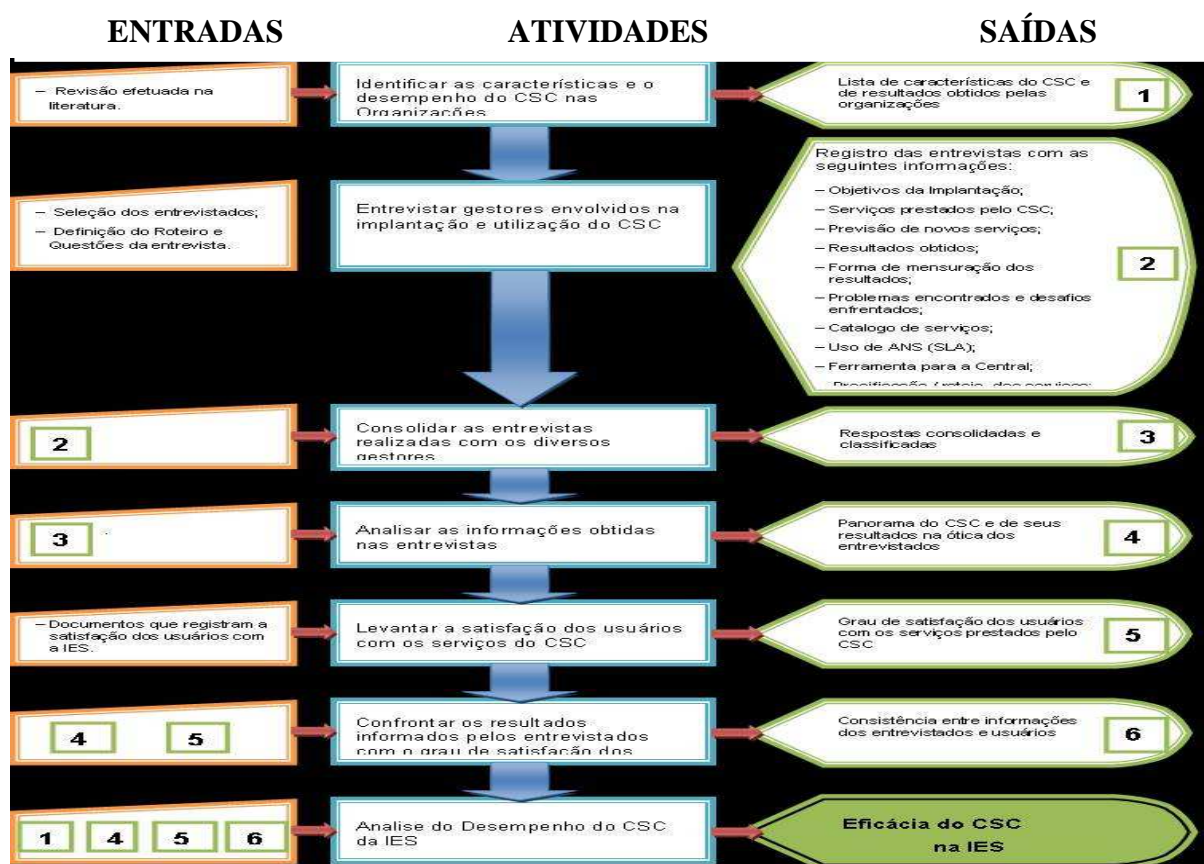 ENTRADAS ATIVIDADES SAÍDAS
– Revisão efetuada na
literatura.
Identificar as características e o
desempenho do CSC nas
Organizações
Lista de características do CSC e
de resultados obtidos pelas
organizações
1
– Seleção dos entrevistados;
– Definição do Roteiro e
Questões da entrevista.
Entrevistar gestores envolvidos na
implantação e utilização do CSC
Registro das entrevistas com as
seguintes informações:
– Objetivos da Implantação;
– Serviços prestados pelo CSC;
– Previsão de novos serviços;
– Resultados obtidos;
– Forma de mensuração dos
resultados;
– Problemas encontrados e desafios
enfrentados;
– Catalogo de serviços;
– Uso de ANS (SLA);
– Ferramenta para a Central;
2
2
Consolidar as entrevistas
realizadas com os diversos
gestores
Respostas consolidadas e
classificadas
3
3
Analisar as informações obtidas
nas entrevistas
Panorama do CSC e de seus
resultados na ótica dos
entrevistados
4
– Documentos que registram a
satisfação dos usuários com
a IES.
Levantar a satisfação dos usuários
com os serviços do CSC
Grau de satisfação dos usuários
com os serviços prestados pelo
CSC
5
4 5
Confrontar os resultados
informados pelos entrevistados
com o grau de satisfação dos
Consistência entre informações
dos entrevistados e usuários
6
1 4 5 6
Analise do Desempenho do CSC
da IES
Eficácia do CSC
na IES